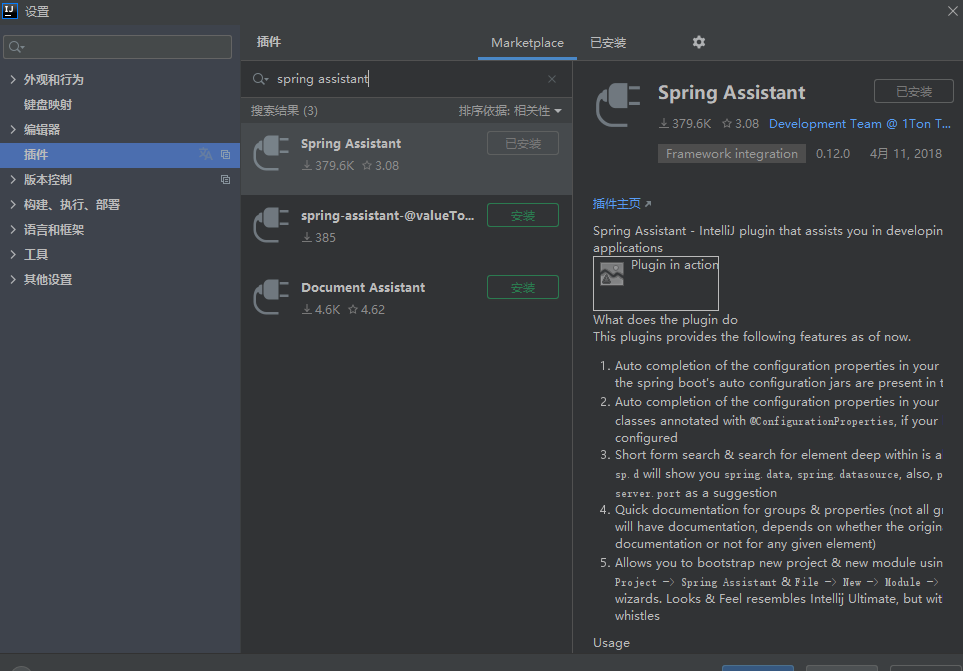 设置
外观和行为
键盘映射
编辑器
插件
版本控制
构建、执行、部署
语言和框架
工具
其他设置
插件
Marketplace
已安装
spring assistant
搜索结果 (3)
排序依据: 相关性
Spring Assistant
已安装
379.6K 3.08
spring-assistant-@valueTo...
安装
385
Document Assistant
安装
4.6K 4.62
Spring Assistant
已安装
379.6K 3.08 Development Team @ 1Ton T...
Framework integration 0.12.0 4月 11, 2018
插件主页
Spring Assistant - IntelliJ plugin that assists you in developin
applications
Plugin in action
What does the plugin do
This plugins provides the following features as of now.
1. Auto completion of the configuration properties in your
the spring boot's auto configuration jars are present in t
2. Auto completion of the configuration properties in your
classes annotated with @ConfigurationProperties, if your
configured
3. Short form search & search for element deep within is a
sp.d will show you spring.data, spring.datasource, also, p
server.port as a suggestion
4. Quick documentation for groups & properties (not all gr
will have documentation, depends on whether the origin
documentation or not for any given element)
5. Allows you to bootstrap new project & new module usin
Project -> Spring Assistant & File -> New -> Module ->
wizards. Looks & Feel resembles Intellij Ultimate, but wit
whistles
Usage